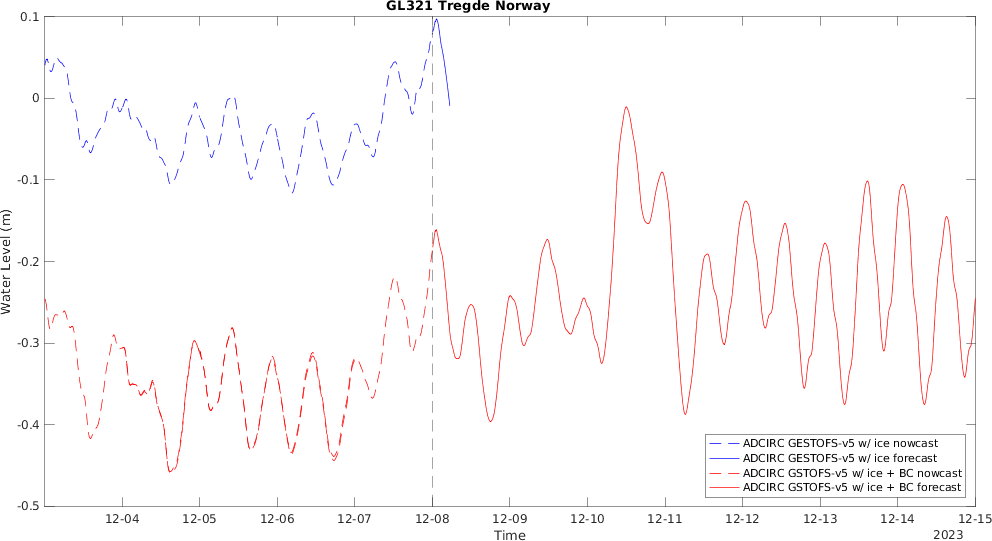 GL321 Tregde Norway
Water Level (m)
0.1
0
-0.1
-0.2
-0.3
-0.4
-0.5
12-04 12-05 12-06 12-07 12-08 12-09 12-10 12-11 12-12 12-13 12-14 12-15
Time
2023
ADCIRC GESTOFS-v5 w/ ice nowcast
ADCIRC GESTOFS-v5 w/ ice forecast
ADCIRC GSTOFS-v5 w/ ice + BC nowcast
ADCIRC GSTOFS-v5 w/ ice + BC forecast